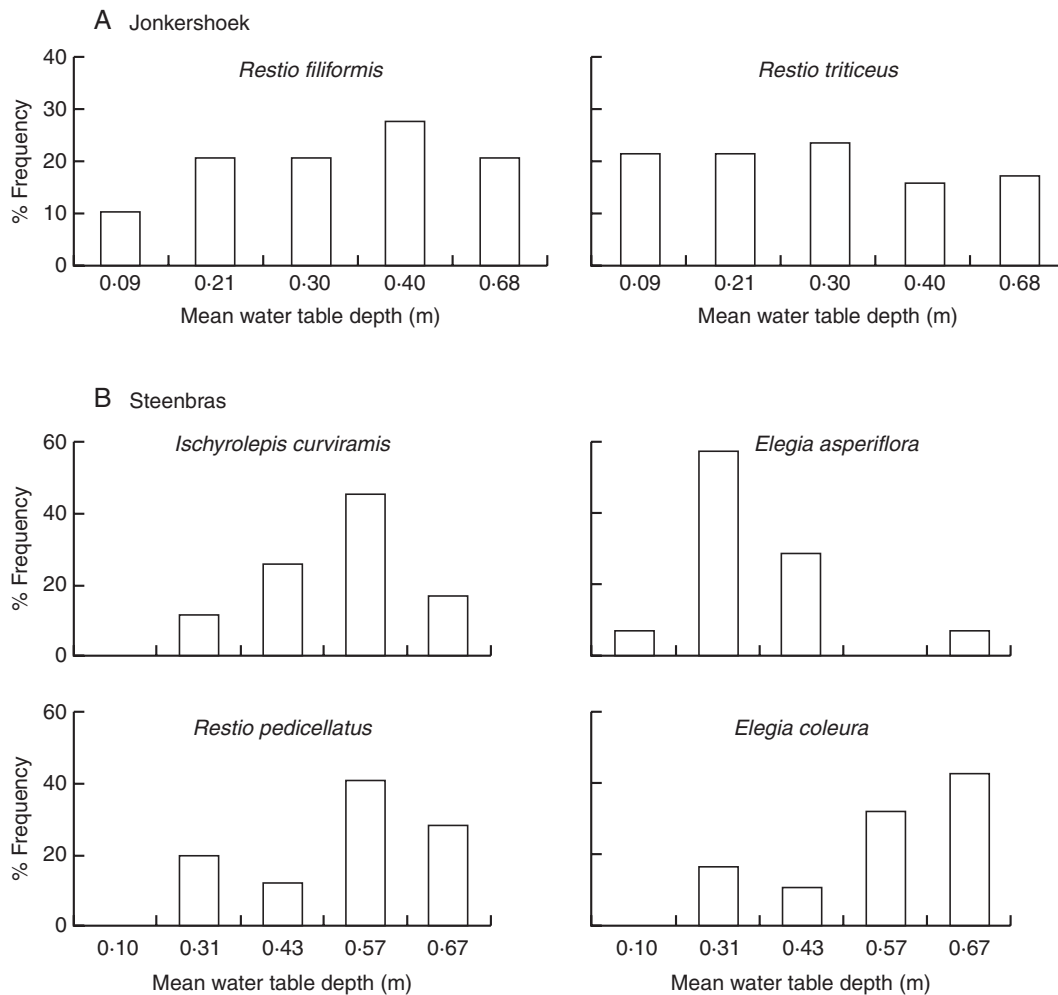 A Jonkershoek
Restio filiformis
Restio triticeus
% Frequency
40
30
20
10
0
0·09 0·21 0·30 0·40 0·68
0·09 0·21 0·30 0·40 0·68
Mean water table depth (m)
Mean water table depth (m)
B Steenbras
Ischyrolepis curviramis
Elegia asperiflora
% Frequency
60
40
20
0
Restio pedicellatus
Elegia coleura
% Frequency
60
40
20
0
0·10 0·31 0·43 0·57 0·67
0·10 0·31 0·43 0·57 0·67
Mean water table depth (m)
Mean water table depth (m)